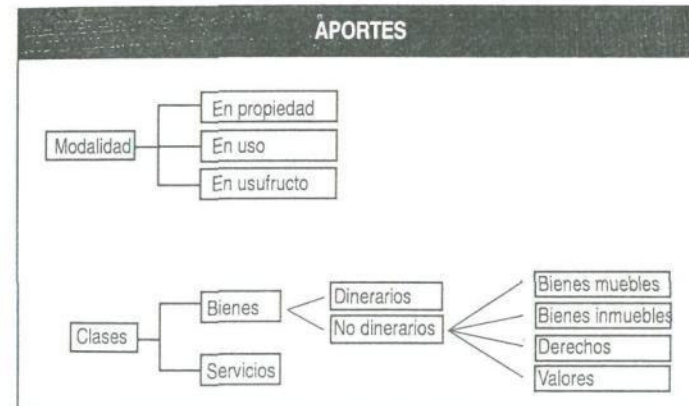 APORTES
En propiedad
Modalidad
En uso
En usufructo
Bienes
Dinerarios
No dinerarios
Bienes muebles
Bienes inmuebles
Derechos
Valores
Clases
Servicios